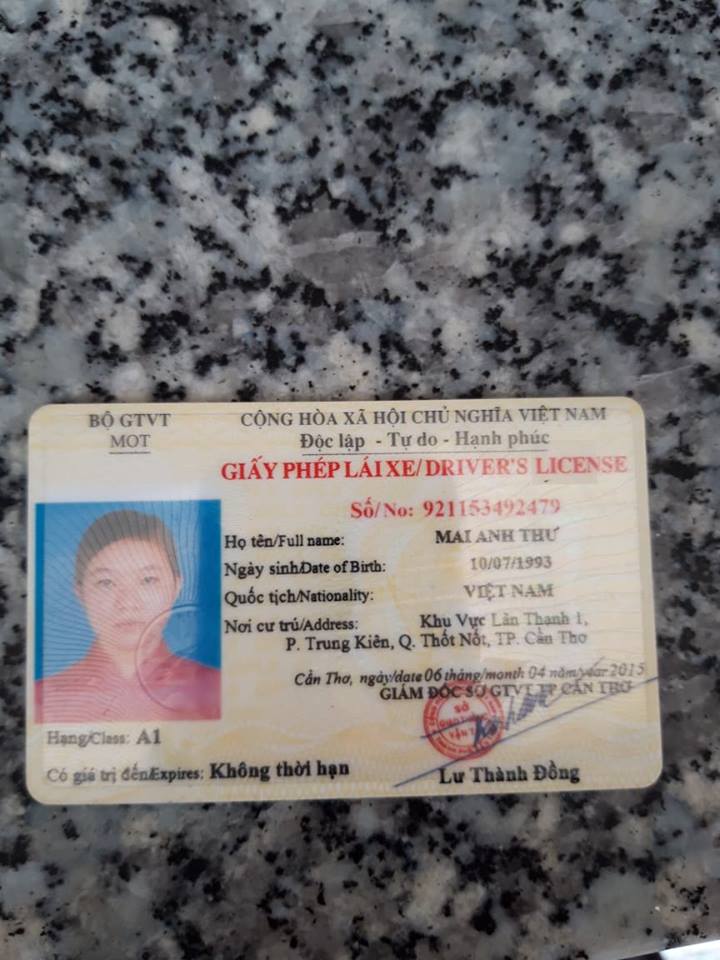 BỘ GTVT
MOT
CỘNG HÒA XÃ HỘI CHỦ NGHĨA VIỆT NAM
Độc lập - Tự do - Hạnh phúc
GIẤY PHÉP LÁI XE/DRIVER'S LICENSE
Số/No: 921153492479
Họ tên/Full name: MAI ANH THƯ
Ngày sinh/Date of Birth: 10/07/1993
Quốc tịch/Nationality: VIỆT NAM
Nơi cư trú/Address: Khu Vực Lân Thạnh 1,
P. Trung Kiên, Q. Thốt Nốt, TP. Cần Thơ
Cần Thơ, ngày/date 06 tháng/month 04 năm/year 2015
GIÁM ĐỐC SỞ GTVT TP CẦN THƠ
SỞ
VẬN TẢI
Hạng/Class: A1
Có giá trị đến/Expires: Không thời hạn
Lư Thành Đồng